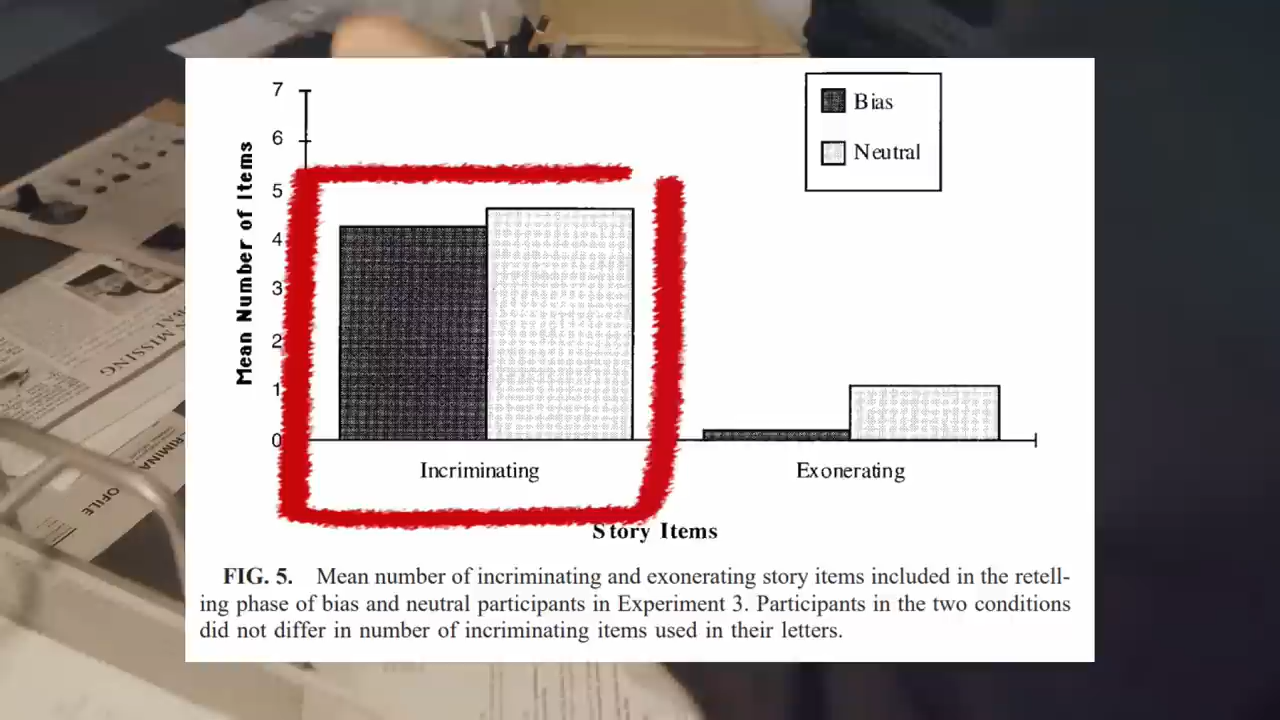 7
6
5
4
3
2
1
0
Mean Number of Items
Bias
Neutral
Incriminating
Exonerating
Story Items
FIG. 5. Mean number of incriminating and exonerating story items included in the retell-
ing phase of bias and neutral participants in Experiment 3. Participants in the two conditions
did not differ in number of incriminating items used in their letters.
MISSING
OFILE